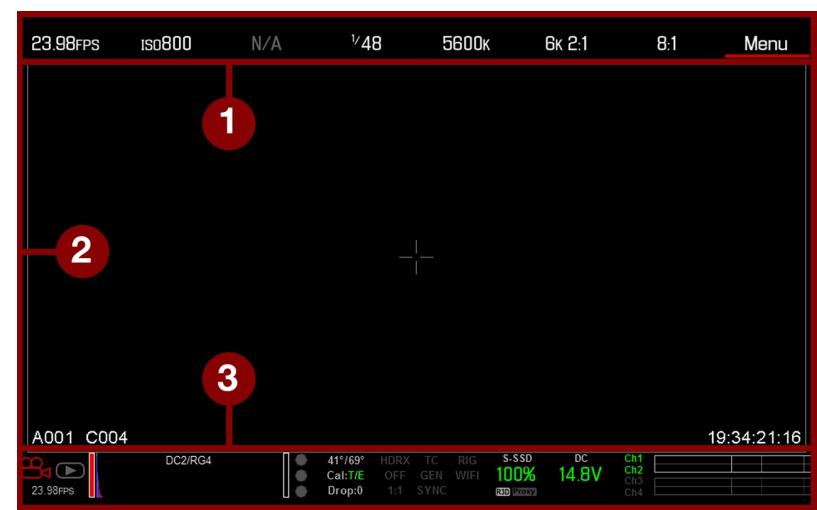 23.98FPS ISO800 N/A 1/48 5600K 6K 2:1 8:1 Menu
1
2
3
A001 C004 19:34:21:16
DC2/RG4 41°/69° HDRX TC RIG S-SSD DC Ch1
Cal:T/E OFF GEN WIFI 100% 14.8V Ch2
23.98FPS Drop:0 1:1 SYNC R3D Proxy Ch3
Ch4